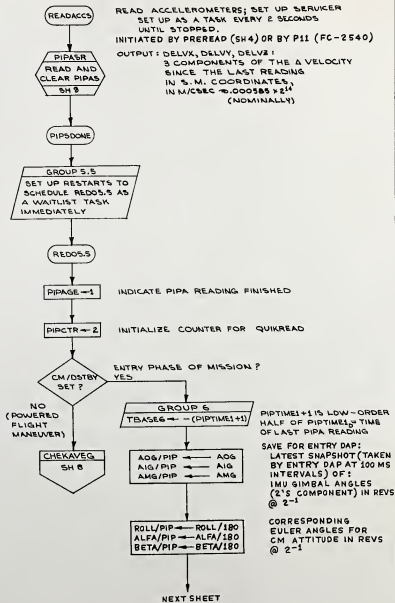 READACCS
READ ACCELEROMETERS; SET UP SERVICER
SET UP AS A TASK EVERY 2 SECONDS
UNTIL STOPPED.
INITIATED BY PREREAD (SH4) OR BY P11 (FC-2540)
PIPASR
READ AND
CLEAR PIPAS
SH 9
OUTPUT: DELVX, DELVY, DELVZ:
3 COMPONENTS OF THE Δ VELOCITY
SINCE THE LAST READING
IN S.M. COORDINATES,
IN M/CSEC @ .000585 × 2¹⁴
(NOMINALLY)
PIPSDONE
GROUP 5.5
SET UP RESTARTS TO
SCHEDULE REDO5.5 AS
A WAITLIST TASK
IMMEDIATELY
REDO5.5
PIPAGE ← 1
INDICATE PIPA READING FINISHED
PIPCTR ← 2
INITIALIZE COUNTER FOR QUIKREAD
CM/DSTBY
SET ?
ENTRY PHASE OF MISSION?
YES
NO
(POWERED
FLIGHT
MANEUVER)
CHEKAVEG
SH 8
GROUP 6
TBASE6 ← -(PIPTIME1+1)
PIPTIME1+1 IS LOW-ORDER
HALF OF PIPTIME1, TIME
OF LAST PIPA READING
AOG/PIP ← AOG
AIG/PIP ← AIG
AMG/PIP ← AMG
SAVE FOR ENTRY DAP:
LATEST SNAPSHOT (TAKEN
BY ENTRY DAP AT 100 MS
INTERVALS) OF:
IMU GIMBAL ANGLES
(2'S COMPONENT) IN REVS
@ 2⁻¹
ROLL/PIP ← ROLL/180
ALFA/PIP ← ALFA/180
BETA/PIP ← BETA/180
CORRESPONDING
EULER ANGLES FOR
CM ATTITUDE IN REVS
@ 2⁻¹
NEXT SHEET